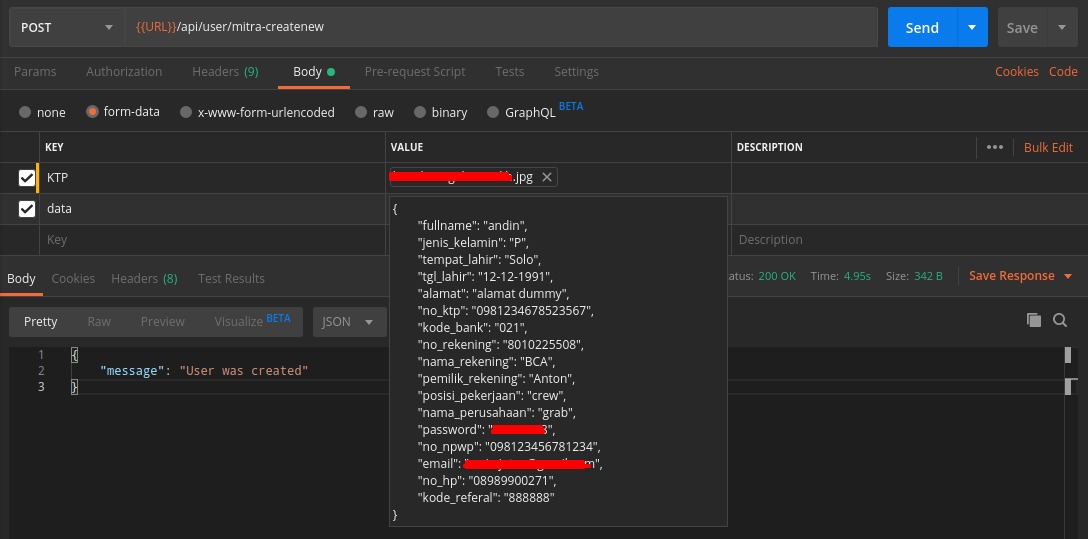 POST
{{URL}}/api/user/mitra-createnew
Send
Save
Params Authorization Headers (9) Body Pre-request Script Tests Settings Cookies Code
none form-data x-www-form-urlencoded raw binary GraphQL BETA
KEY VALUE DESCRIPTION ••• Bulk Edit
KTP .jpg
data
{
"fullname": "andin",
"jenis_kelamin": "P",
"tempat_lahir": "Solo",
"tgl_lahir": "12-12-1991",
"alamat": "alamat dummy",
"no_ktp": "0981234678523567",
"kode_bank": "021",
"no_rekening": "8010225508",
"nama_rekening": "BCA",
"pemilik_rekening": "Anton",
"posisi_pekerjaan": "crew",
"nama_perusahaan": "grab",
"password": "",
"no_npwp": "098123456781234",
"email": ",
"no_hp": "08989900271",
"kode_referal": "888888"
}
Key Description
Body Cookies Headers (8) Test Results 200 OK Time: 4.95s Size: 342 B Save Response
Pretty Raw Preview Visualize BETA JSON
1 {
2 "message": "User was created"
3 }